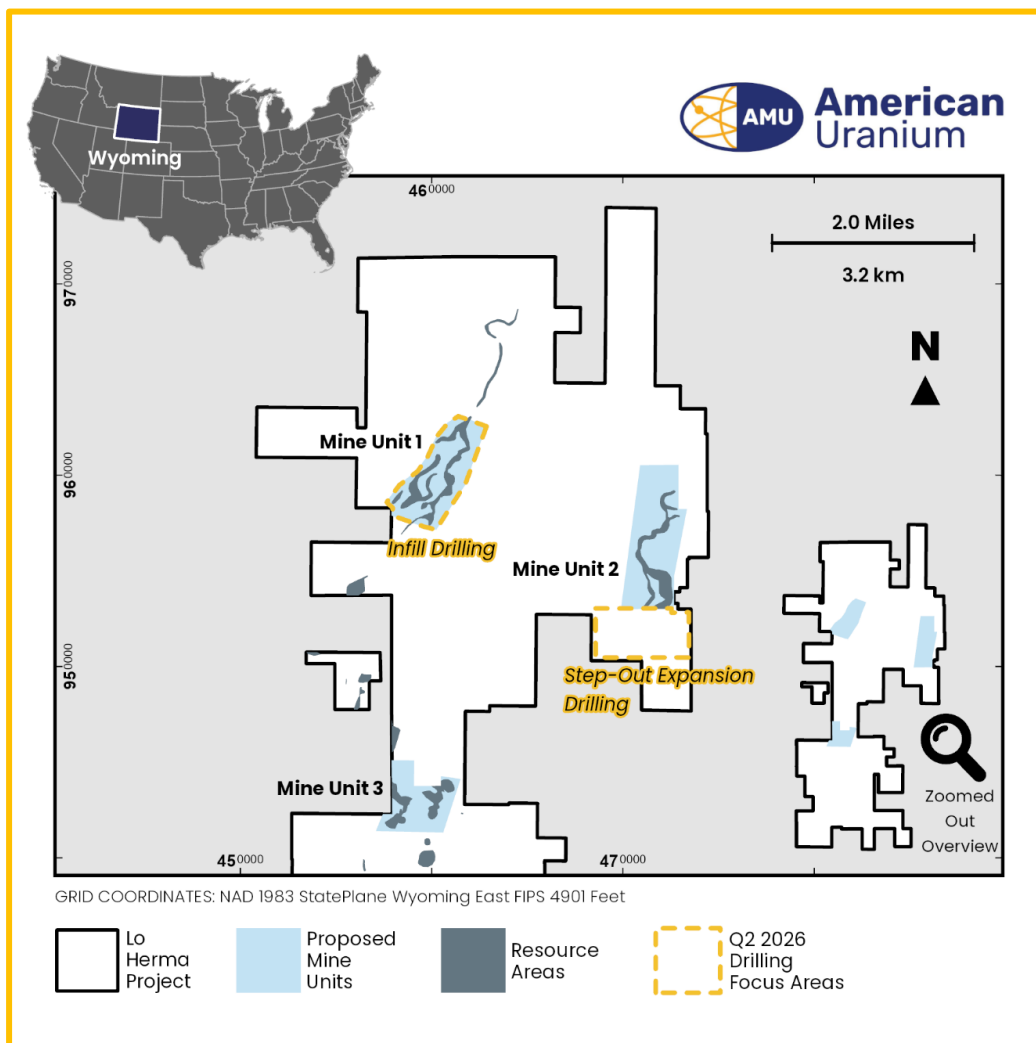 Wyoming
AMU
American
Uranium
460000
2.0 Miles
3.2 km
970000
N
Mine Unit 1
960000
Infill Drilling
Mine Unit 2
950000
Step-Out Expansion
Drilling
Mine Unit 3
Zoomed
Out
Overview
450000
470000
GRID COORDINATES: NAD 1983 StatePlane Wyoming East FIPS 4901 Feet
Lo
Herma
Project
Proposed
Mine
Units
Resource
Areas
Q2 2026
Drilling
Focus Areas